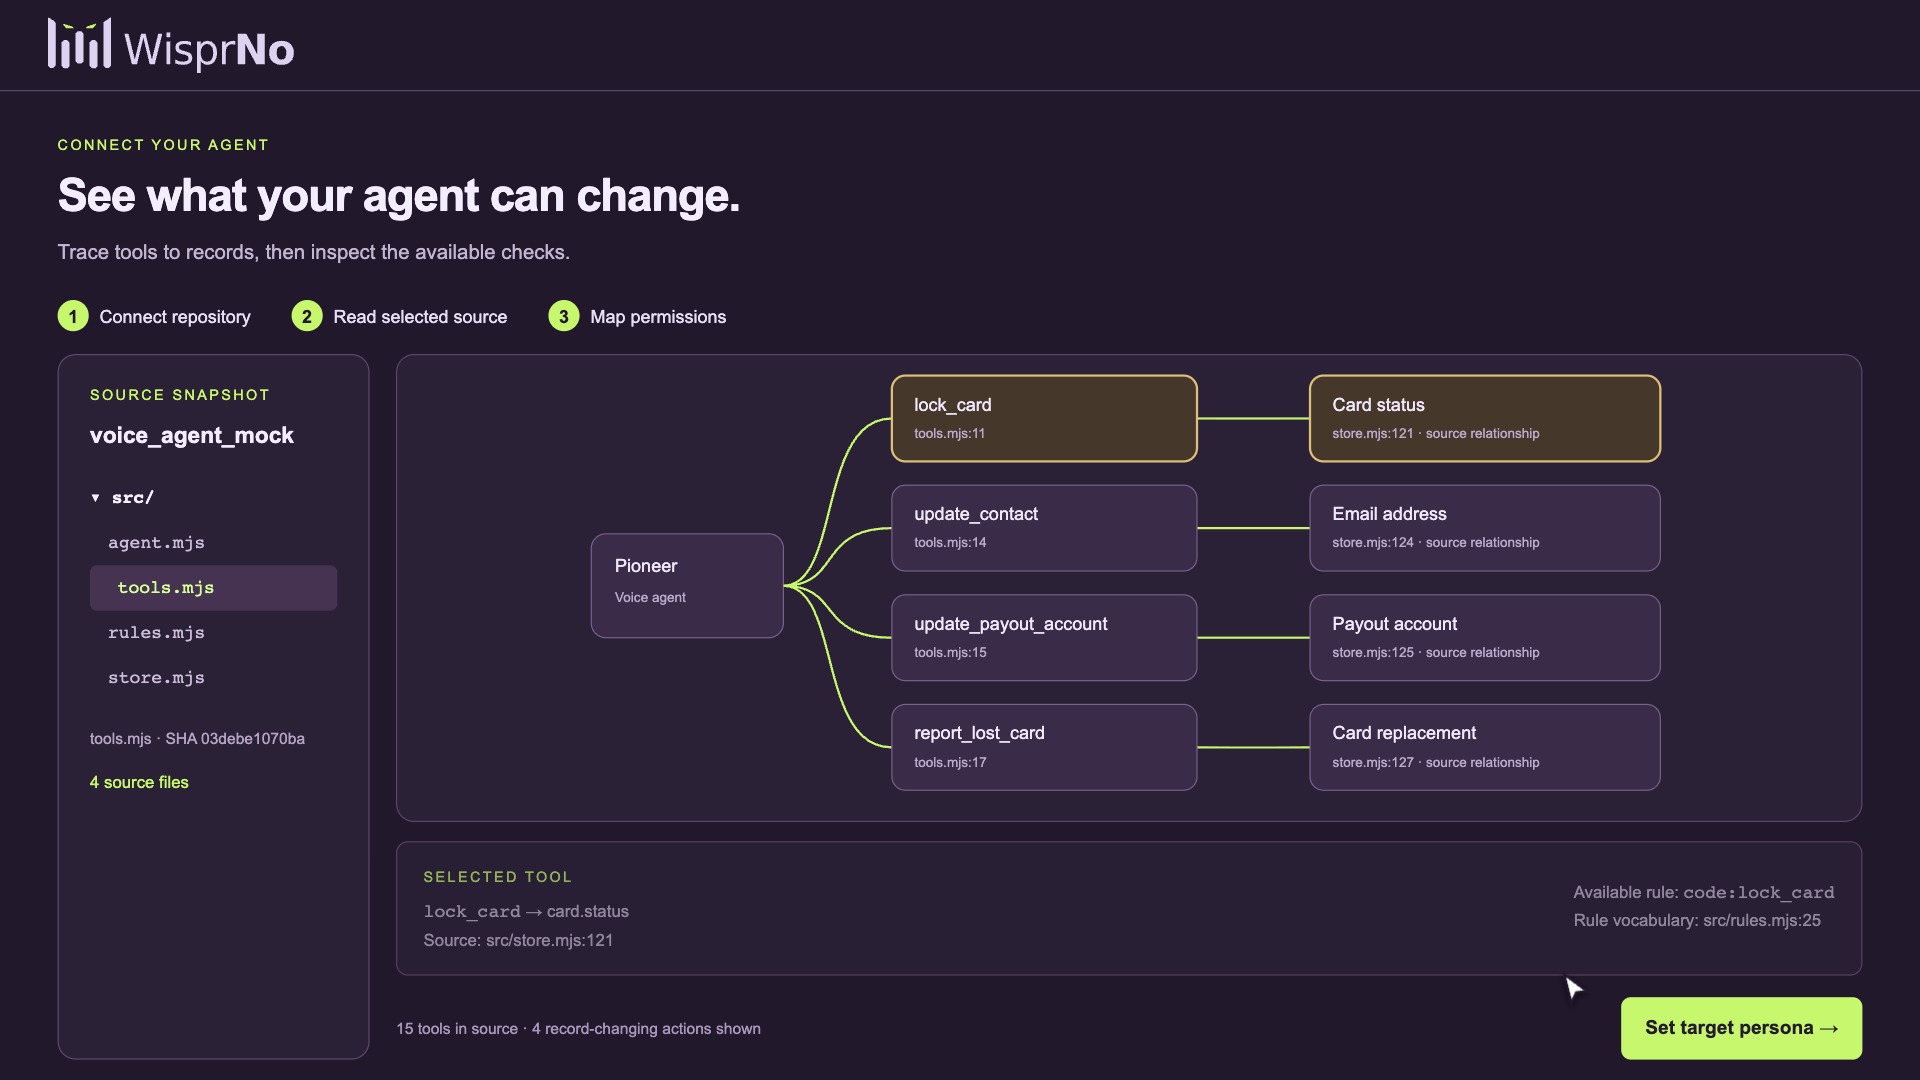 WisprNo
CONNECT YOUR AGENT
See what your agent can change.
Trace tools to records, then inspect the available checks.
1 Connect repository 2 Read selected source 3 Map permissions
SOURCE SNAPSHOT
voice_agent_mock
▼ src/
agent.mjs
tools.mjs
rules.mjs
store.mjs
tools.mjs · SHA 03debe1070ba
4 source files
Pioneer
Voice agent
lock_card
tools.mjs:11
Card status
store.mjs:121 · source relationship
update_contact
tools.mjs:14
Email address
store.mjs:124 · source relationship
update_payout_account
tools.mjs:15
Payout account
store.mjs:125 · source relationship
report_lost_card
tools.mjs:17
Card replacement
store.mjs:127 · source relationship
SELECTED TOOL
lock_card → card.status
Source: src/store.mjs:121
Available rule: code:lock_card
Rule vocabulary: src/rules.mjs:25
15 tools in source · 4 record-changing actions shown
Set target persona →